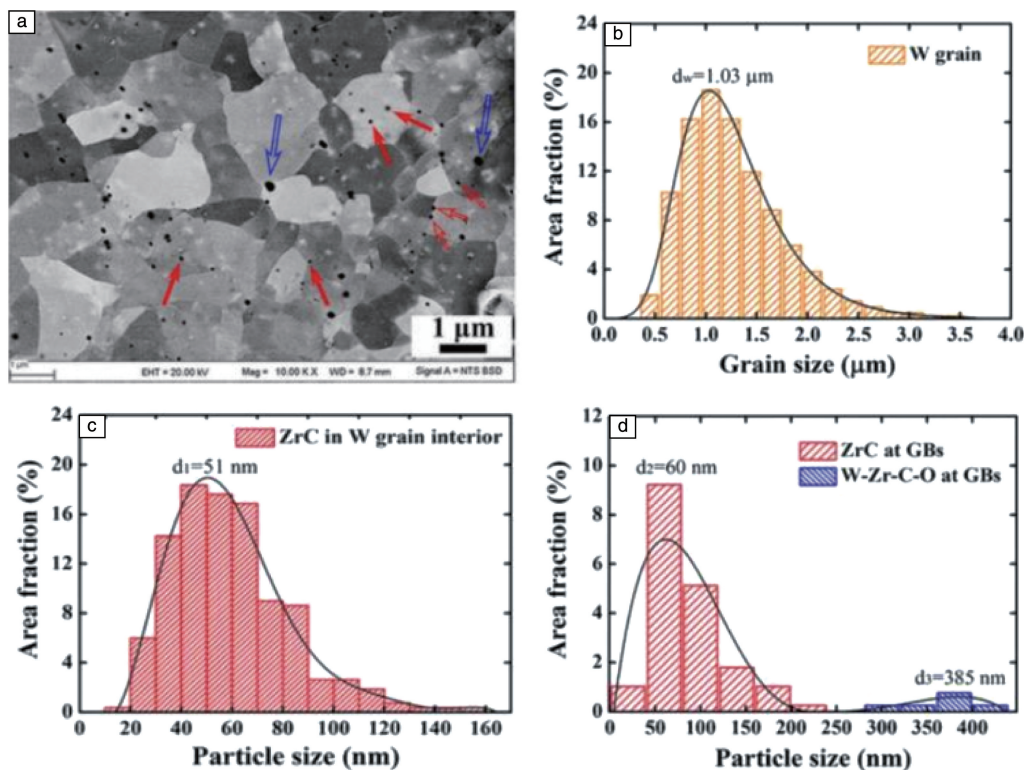 a
1 μm
1 μm
EHT = 20.00 kV Mag = 10.00 K X WD = 8.7 mm Signal A = NTS BSD
b
W grain
dw=1.03 μm
Area fraction (%)
24
20
16
12
8
4
0
0.0 0.5 1.0 1.5 2.0 2.5 3.0 3.5 4.0
Grain size (μm)
c
ZrC in W grain interior
d1=51 nm
Area fraction (%)
24
20
16
12
8
4
0
0 20 40 60 80 100 120 140 160
Particle size (nm)
d
ZrC at GBs
W-Zr-C-O at GBs
d2=60 nm
d3=385 nm
Area fraction (%)
12
10
8
6
4
2
0
0 50 100 150 200 250 300 350 400
Particle size (nm)